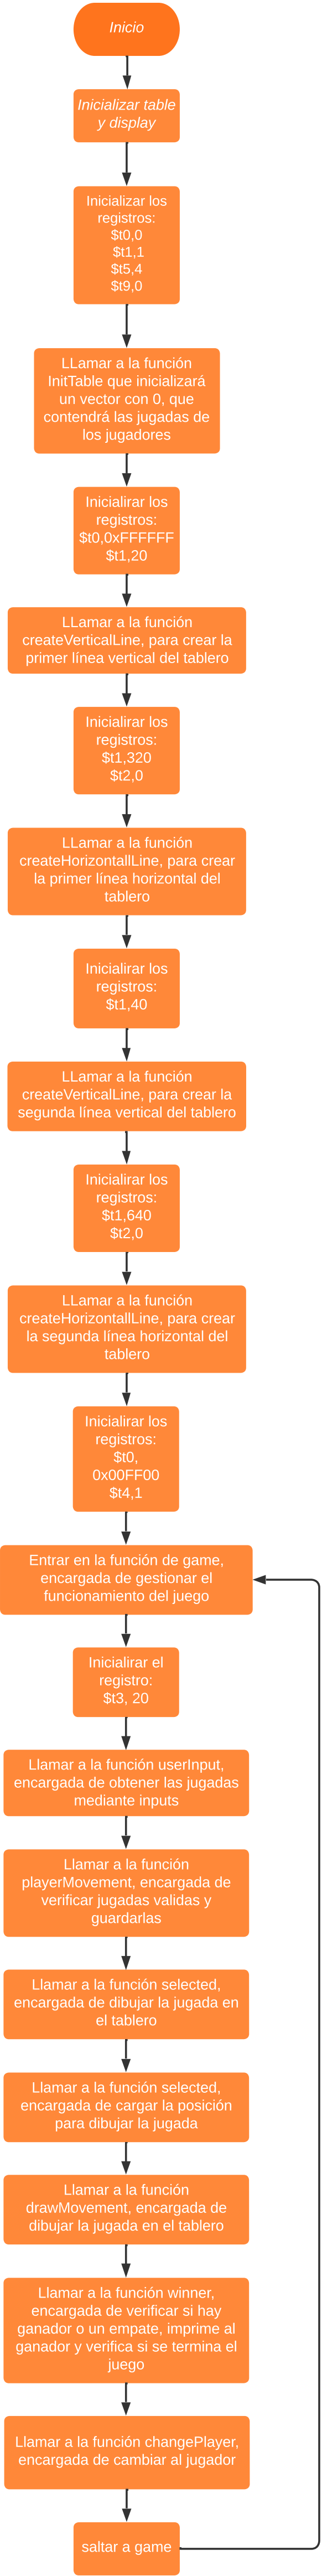 Inicio
Inicializar table
y display
Inicializar los
registros:
$t0,0
$t1,1
$t5,4
$t9,0
LLamar a la función
InitTable que inicializará
un vector con 0, que
contendrá las jugadas de
los jugadores
Inicialirar los
registros:
$t0,0xFFFFFF
$t1,20
LLamar a la función
createVerticalLine, para crear la
primer línea vertical del tablero
Inicialirar los
registros:
$t1,320
$t2,0
LLamar a la función
createHorizontallLine, para crear
la primer línea horizontal del
tablero
Inicialirar los
registros:
$t1,40
LLamar a la función
createVerticalLine, para crear la
segunda línea vertical del tablero
Inicialirar los
registros:
$t1,640
$t2,0
LLamar a la función
createHorizontallLine, para crear
la segunda línea horizontal del
tablero
Inicialirar los
registros:
$t0,
0x00FF00
$t4,1
Entrar en la función de game,
encargada de gestionar el
funcionamiento del juego
Inicialirar el
registro:
$t3, 20
Llamar a la función userInput,
encargada de obtener las jugadas
mediante inputs
Llamar a la función
playerMovement, encargada de
verificar jugadas validas y
guardarlas
Llamar a la función selected,
encargada de dibujar la jugada en
el tablero
Llamar a la función selected,
encargada de cargar la posición
para dibujar la jugada
Llamar a la función
drawMovement, encargada de
dibujar la jugada en el tablero
Llamar a la función winner,
encargada de verificar si hay
ganador o un empate, imprime al
ganador y verifica si se termina el
juego
Llamar a la función changePlayer,
encargada de cambiar al jugador
saltar a game